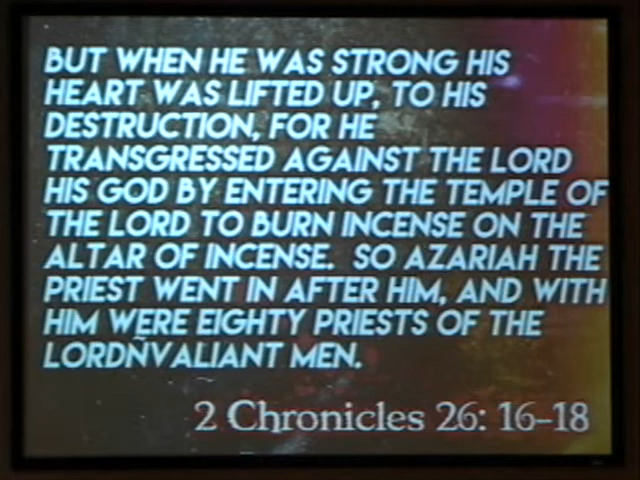 BUT WHEN HE WAS STRONG HIS
HEART WAS LIFTED UP, TO HIS
DESTRUCTION, FOR HE
TRANSGRESSED AGAINST THE LORD
HIS GOD BY ENTERING THE TEMPLE OF
THE LORD TO BURN INCENSE ON THE
ALTAR OF INCENSE.  SO AZARIAH THE
PRIEST WENT IN AFTER HIM, AND WITH
HIM WERE EIGHTY PRIESTS OF THE
LORDÑVALIANT MEN.
2 Chronicles 26: 16-18